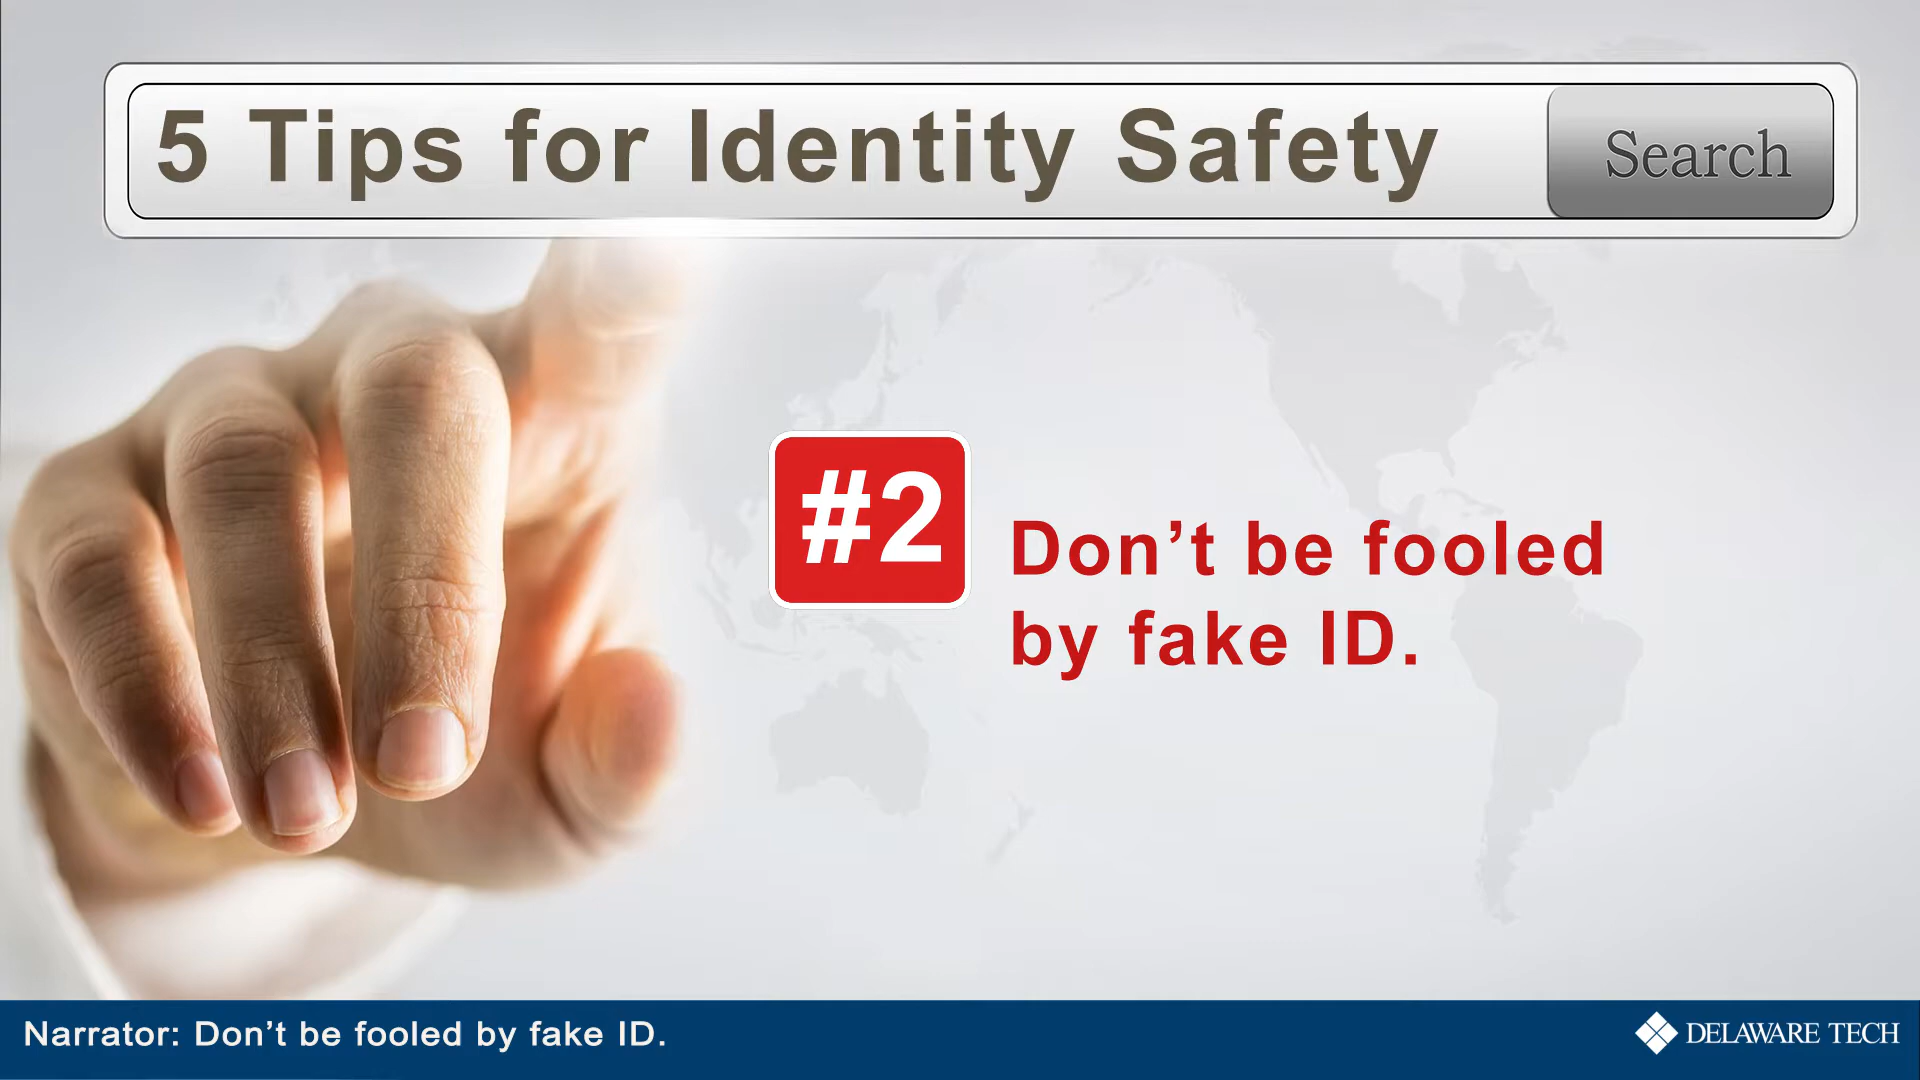 5 Tips for Identity Safety
Search
#2
Don’t be fooled
by fake ID.
Narrator: Don’t be fooled by fake ID.
DELAWARE TECH